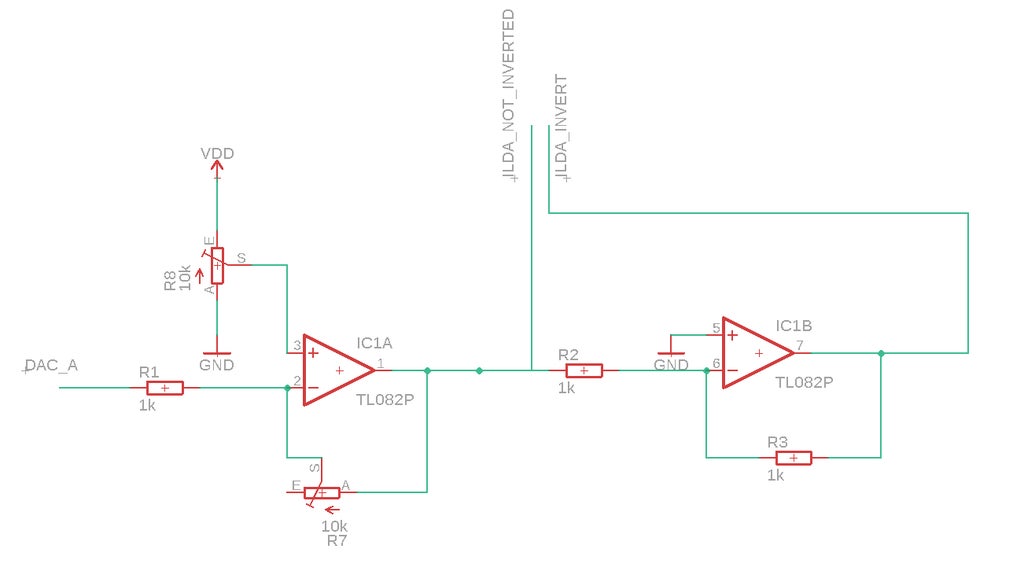 ILDA_NOT_INVERTED
ILDA_INVERT
VDD
E
S
R8
10k
A
GND
DAC_A
R1
1k
3
2
1
IC1A
TL082P
S
E
A
10k
R7
R2
1k
GND
5
6
7
IC1B
TL082P
R3
1k